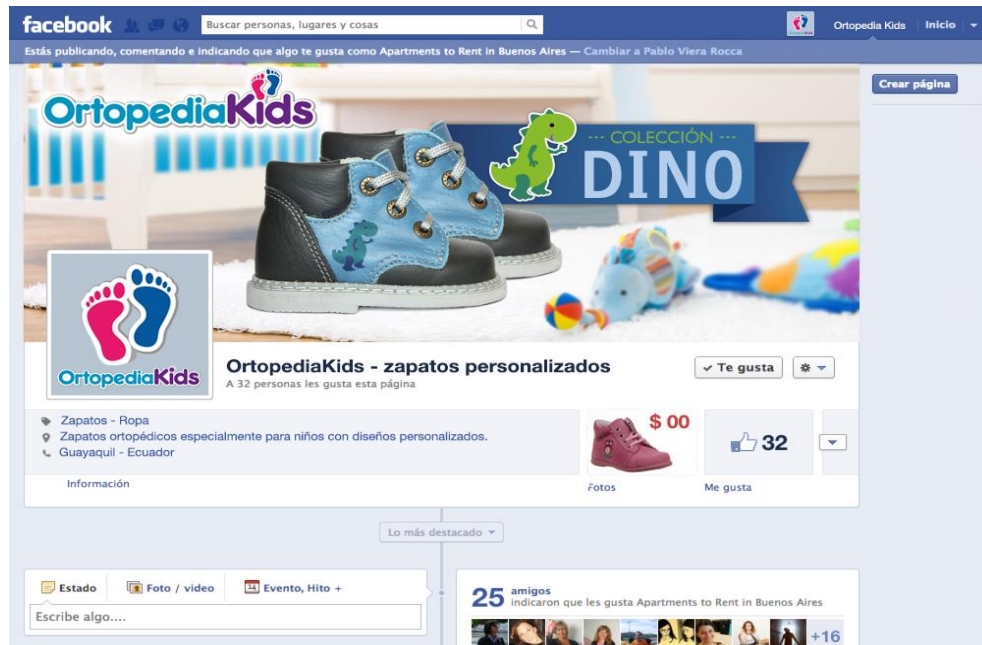 facebook
Buscar personas, lugares y cosas
Ortopedia Kids
Inicio
Estás publicando, comentando e indicando que algo te gusta como Apartments to Rent in Buenos Aires — Cambiar a Pablo Viera Rocca
Crear página
OrtopediaKids
--- COLECCIÓN ---
DINO
OrtopediaKids
OrtopediaKids - zapatos personalizados
A 32 personas les gusta esta página
✓ Te gusta
Zapatos - Ropa
Zapatos ortopédicos especialmente para niños con diseños personalizados.
Guayaquil - Ecuador
Información
$ 00
Fotos
32
Me gusta
Lo más destacado
Estado
Foto / video
14
Evento, Hito +
Escribe algo....
25 amigos
indicaron que les gusta Apartments to Rent in Buenos Aires
+16